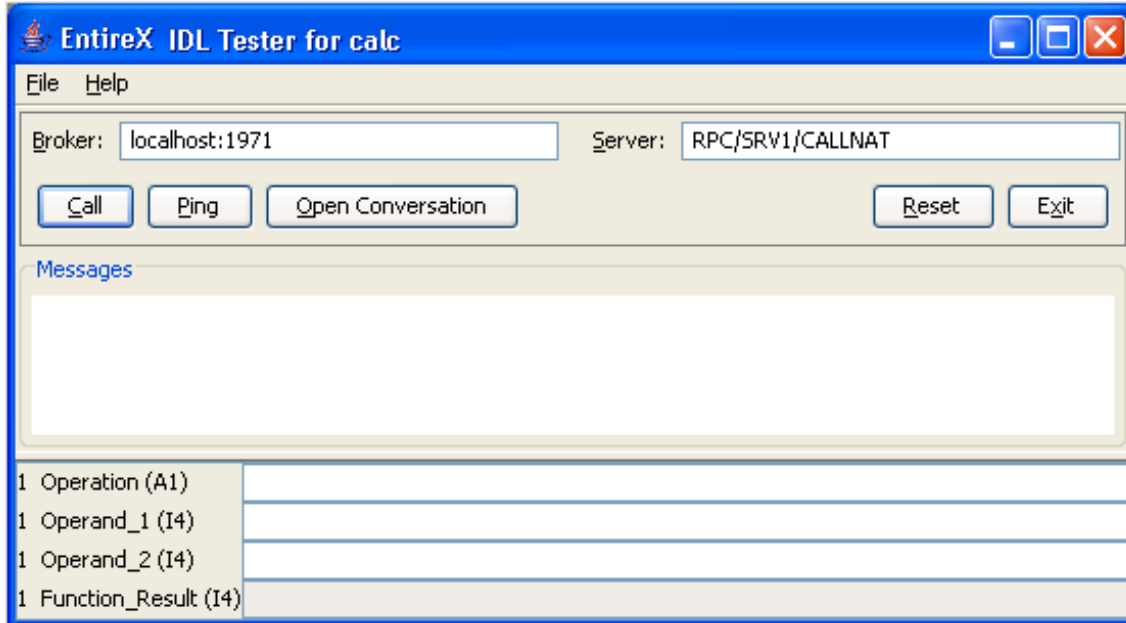 EntireX IDL Tester for calc
File Help
Broker: localhost:1971 Server: RPC/SRV1/CALLNAT
Call Ping Open Conversation Reset Exit
Messages
1 Operation (A1)
1 Operand_1 (I4)
1 Operand_2 (I4)
1 Function_Result (I4)